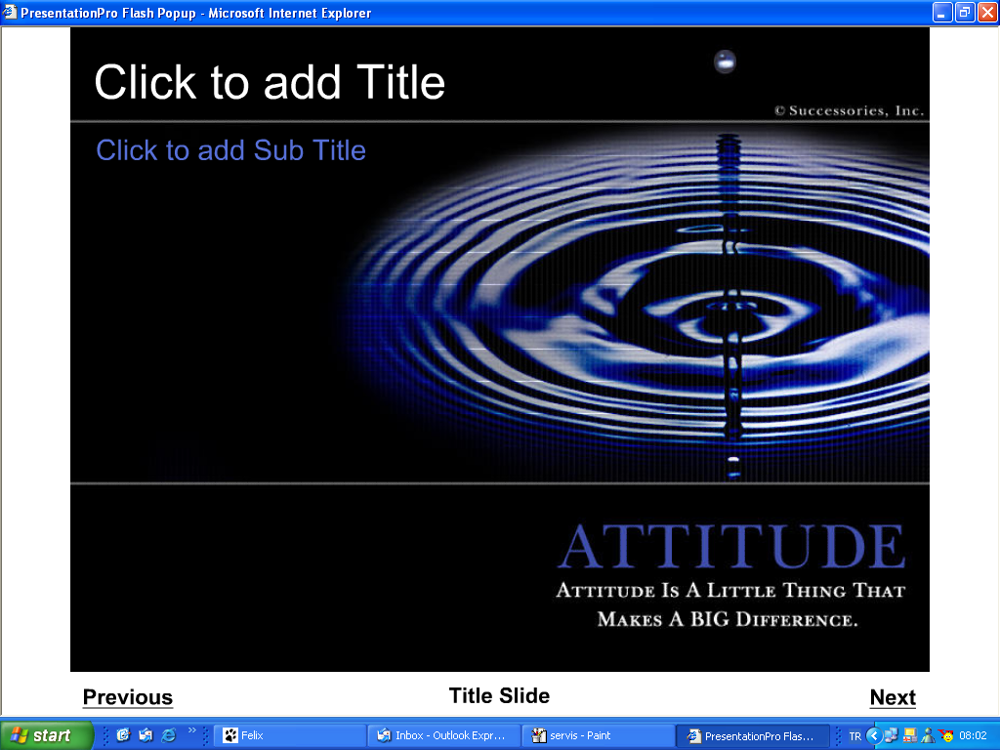 PresentationPro Flash Popup - Microsoft Internet Explorer
Click to add Title
© Successories, Inc.
Click to add Sub Title
ATTITUDE
ATTITUDE IS A LITTLE THING THAT
MAKES A BIG DIFFERENCE.
Previous
Title Slide
Next
start
Felix
Inbox - Outlook Expr...
servis - Paint
PresentationPro Flas...
TR
08:02